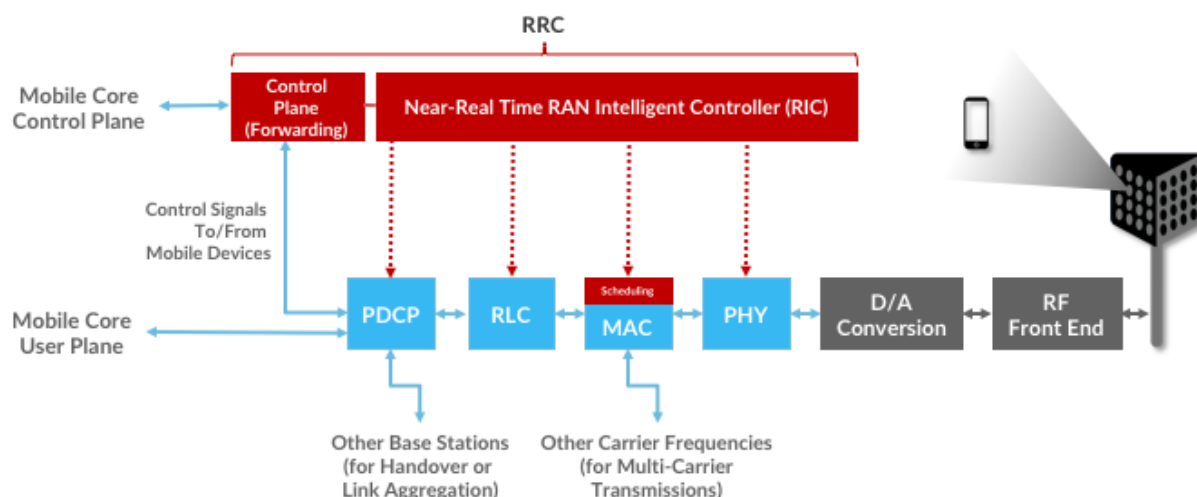 RRC
Mobile Core
Control Plane
Control
Plane
(Forwarding)
Near-Real Time RAN Intelligent Controller (RIC)
Control Signals
To/From
Mobile Devices
Mobile Core
User Plane
PDCP
RLC
Scheduling
MAC
PHY
D/A
Conversion
RF
Front End
Other Base Stations
(for Handover or
Link Aggregation)
Other Carrier Frequencies
(for Multi-Carrier
Transmissions)